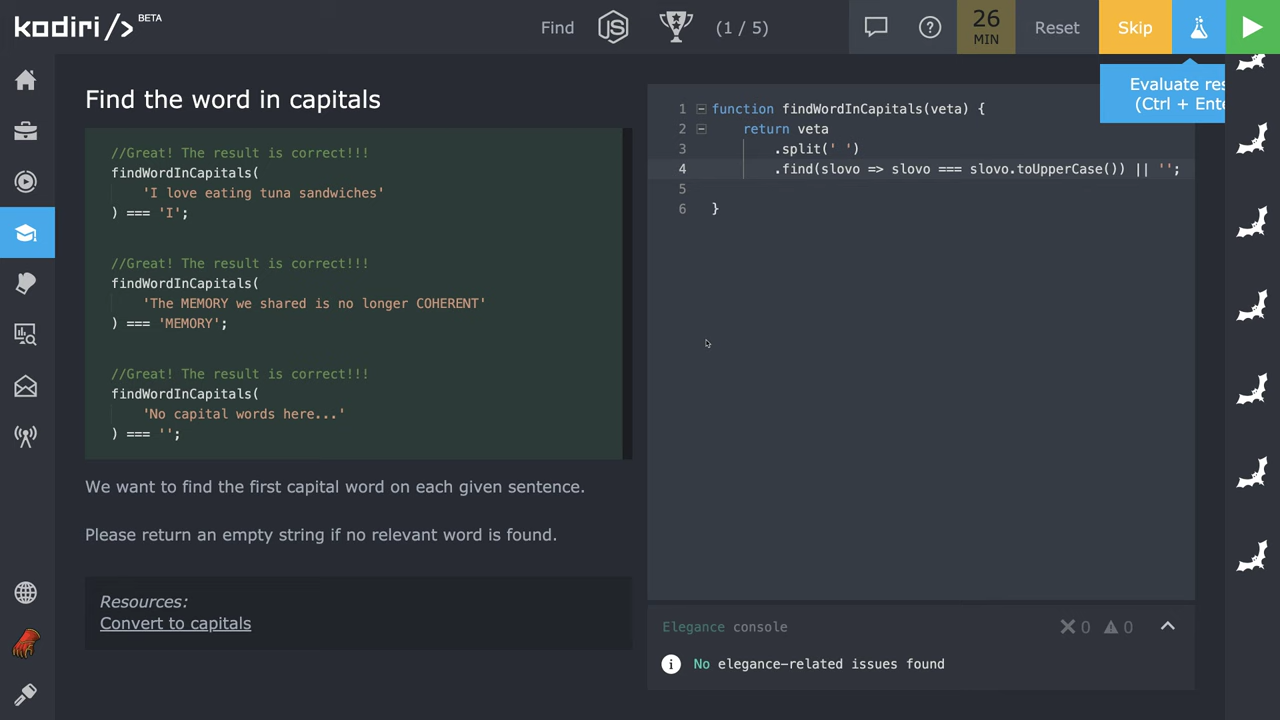 kodiri/> BETA
Find
JS
(1 / 5)
26
MIN
Reset
Skip
Evaluate res
(Ctrl + Ente
Find the word in capitals
//Great! The result is correct!!!
findWordInCapitals(
'I love eating tuna sandwiches'
) === 'I';
//Great! The result is correct!!!
findWordInCapitals(
'The MEMORY we shared is no longer COHERENT'
) === 'MEMORY';
//Great! The result is correct!!!
findWordInCapitals(
'No capital words here...'
) === '';
We want to find the first capital word on each given sentence.
Please return an empty string if no relevant word is found.
Resources:
Convert to capitals
1 function findWordInCapitals(veta) {
2 return veta
3 .split(' ')
4 .find(slovo => slovo === slovo.toUpperCase()) || '';
5
6 }
Elegance console
0 0
No elegance-related issues found